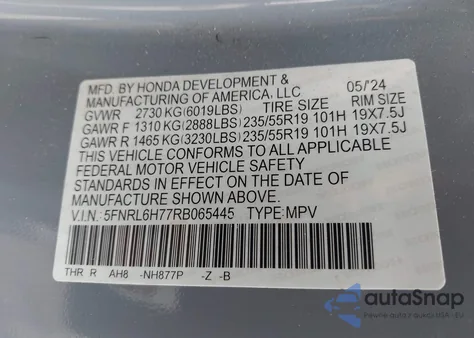 MFD. BY HONDA DEVELOPMENT &
MANUFACTURING OF AMERICA, LLC 05/'24
GVWR 2730 KG(6019LBS) TIRE SIZE RIM SIZE
GAWR F 1310 KG(2888LBS) 235/55R19 101H 19X7.5J
GAWR R 1465 KG(3230LBS) 235/55R19 101H 19X7.5J
THIS VEHICLE CONFORMS TO ALL APPLICABLE
FEDERAL MOTOR VEHICLE SAFETY
STANDARDS IN EFFECT ON THE DATE OF
MANUFACTURE SHOWN ABOVE.
V.I.N: 5FNRL6H77RB065445 TYPE:MPV
THR R AH8 -NH877P -Z -B
autoSnap
Pewne auto z USA